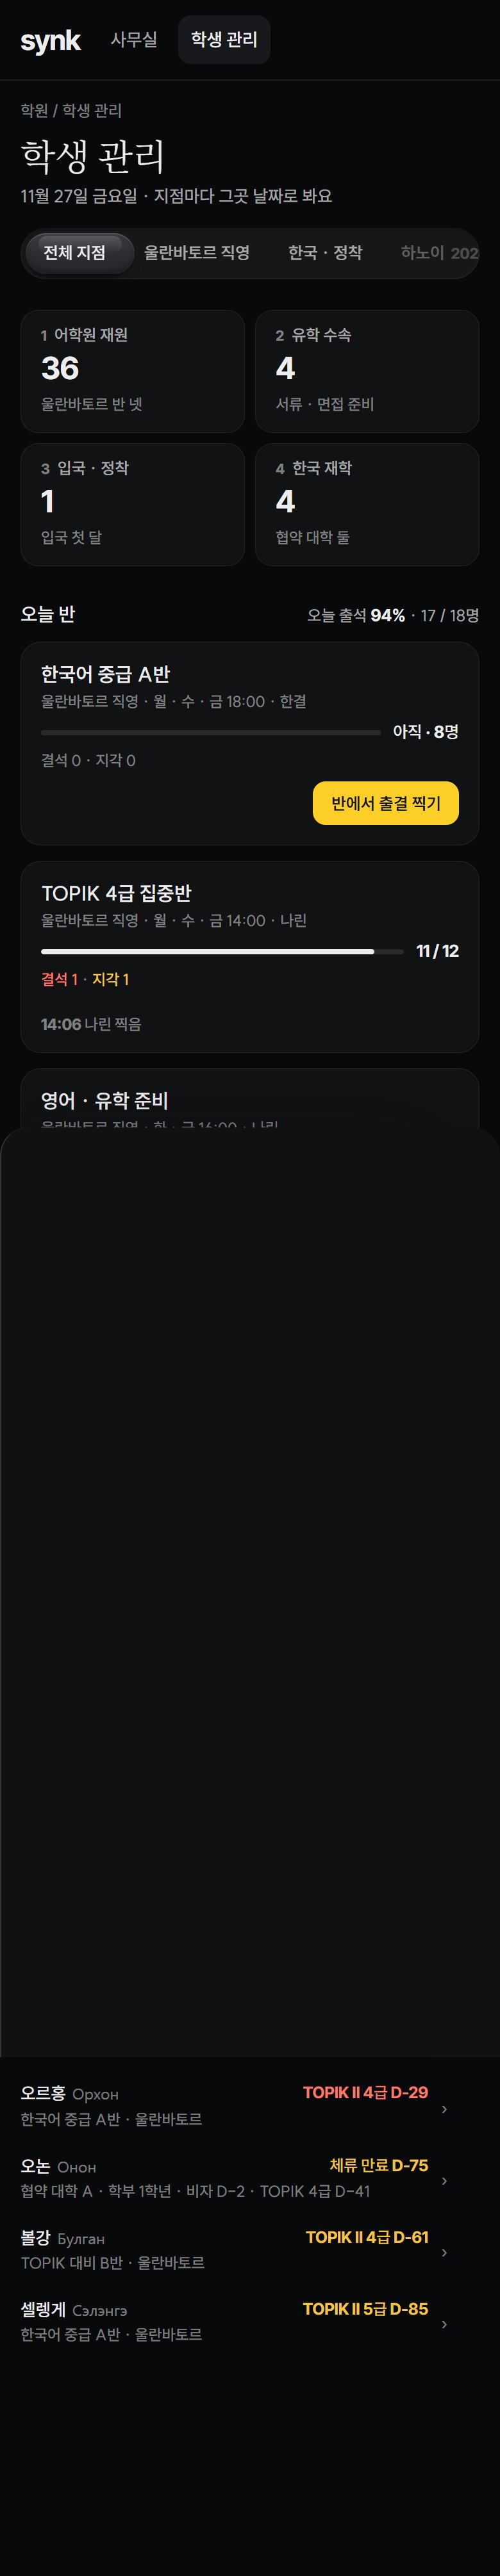 synk 사무실 학생 관리
학원 / 학생 관리
학생 관리
11월 27일 금요일 · 지점마다 그곳 날짜로 봐요
전체 지점 울란바토르 직영 한국 · 정착 하노이 202
1 어학원 재원
36
울란바토르 반 넷
2 유학 수속
4
서류 · 면접 준비
3 입국 · 정착
1
입국 첫 달
4 한국 재학
4
협약 대학 둘
오늘 반 오늘 출석 94% · 17 / 18명
한국어 중급 A반
울란바토르 직영 · 월 · 수 · 금 18:00 · 한결
아직 · 8명
결석 0 · 지각 0
반에서 출결 찍기
TOPIK 4급 집중반
울란바토르 직영 · 월 · 수 · 금 14:00 · 나린
11 / 12
결석 1 · 지각 1
14:06 나린 찍음
영어 · 유학 준비
울란바토르 직영 · 화 · 금 16:00 · 나린
오르홍 Орхон TOPIK II 4급 D-29 ›
한국어 중급 A반 · 울란바토르
오논 Онон 체류 만료 D-75 ›
협약 대학 A · 학부 1학년 · 비자 D-2 · TOPIK 4급 D-41
볼강 Булган TOPIK II 4급 D-61 ›
TOPIK 대비 B반 · 울란바토르
셀렝게 Сэлэнгэ TOPIK II 5급 D-85 ›
한국어 중급 A반 · 울란바토르